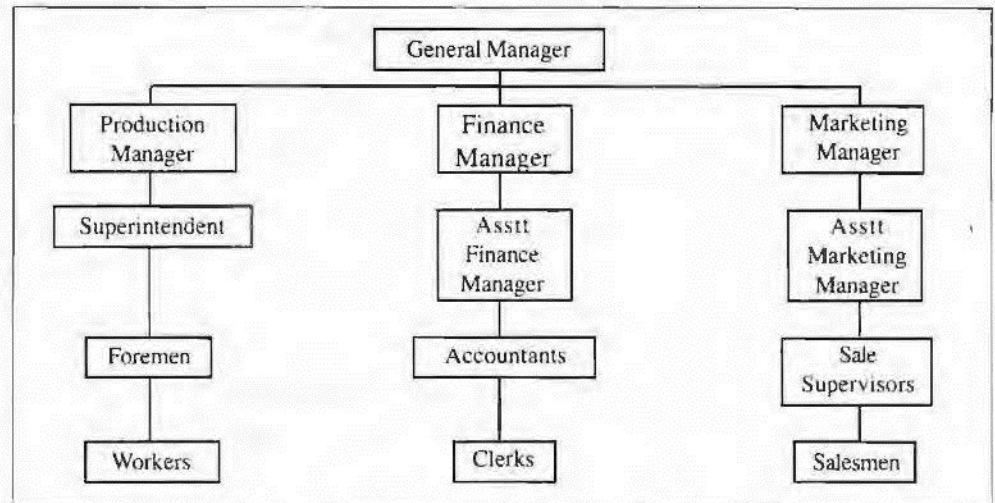 General Manager
Production
Manager
Finance
Manager
Marketing
Manager
Superintendent
Asstt
Finance
Manager
Asstt
Marketing
Manager
Foremen
Accountants
Sale
Supervisors
Workers
Clerks
Salesmen